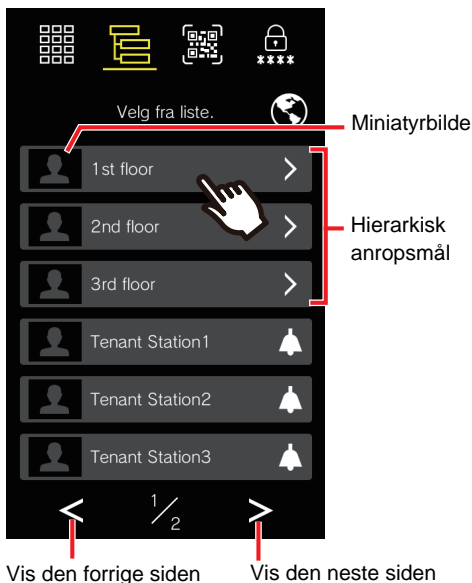 ****
Velg fra liste.
Miniatyrbilde
1st floor
2nd floor
Hierarkisk
anropsmål
3rd floor
Tenant Station1
Tenant Station2
Tenant Station3
< 1/2 >
Vis den forrige siden
Vis den neste siden